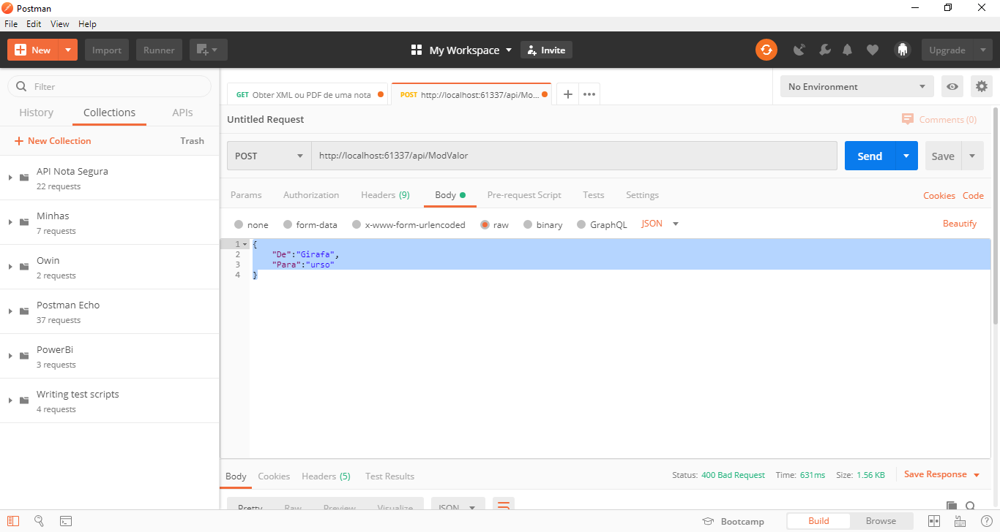 Postman
File Edit View Help
New Import Runner My Workspace Invite Upgrade
Filter
History Collections APIs
New Collection Trash
API Nota Segura
22 requests
Minhas
7 requests
Owin
2 requests
Postman Echo
37 requests
PowerBi
3 requests
Writing test scripts
4 requests
GET Obter XML ou PDF de uma nota POST http://localhost:61337/api/Mo... No Environment
Untitled Request Comments (0)
POST http://localhost:61337/api/ModValor Send Save
Params Authorization Headers (9) Body Pre-request Script Tests Settings Cookies Code
none form-data x-www-form-urlencoded raw binary GraphQL JSON Beautify
1 {
2 "De":"Girafa",
3 "Para":"urso"
4 }
Body Cookies Headers (5) Test Results Status: 400 Bad Request Time: 631ms Size: 1.56 KB Save Response
Pretty Raw Preview Visualize JSON
Bootcamp Build Browse